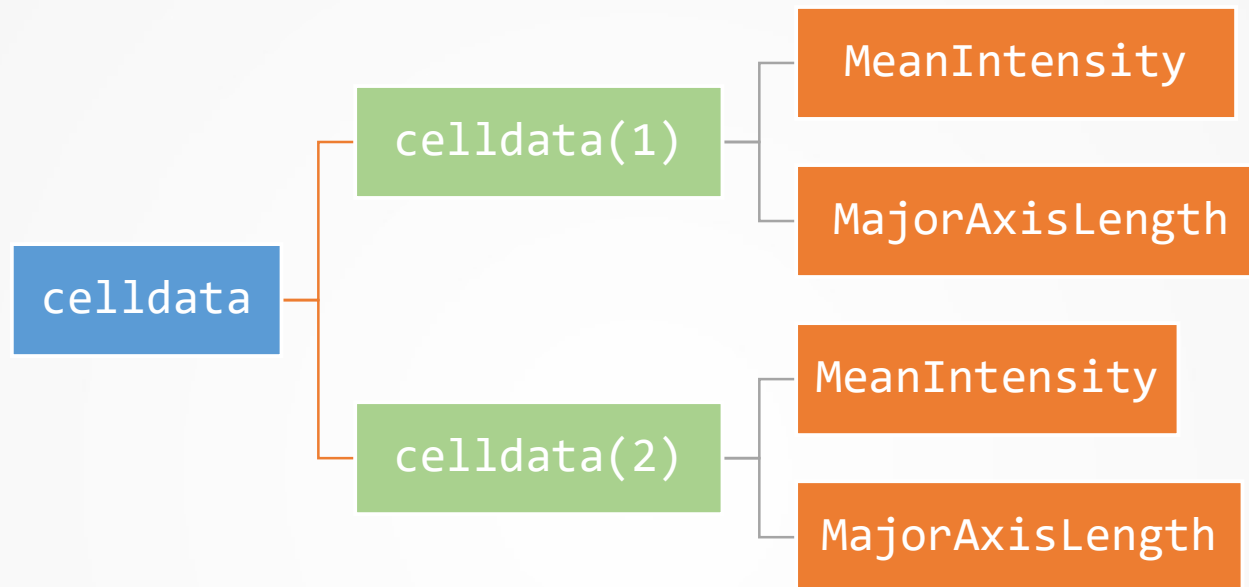 celldata
celldata(1)
MeanIntensity
MajorAxisLength
celldata(2)
MeanIntensity
MajorAxisLength